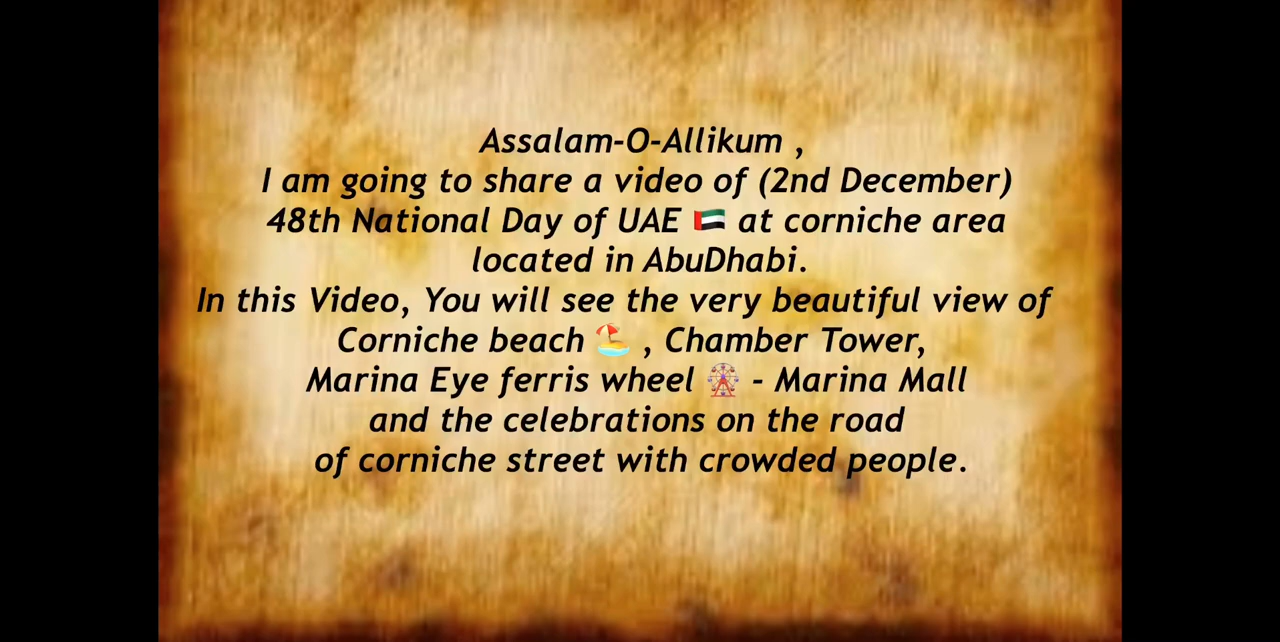 Assalam-O-Allikum ,
I am going to share a video of (2nd December)
48th National Day of UAE 🇦🇪 at corniche area
located in AbuDhabi.
In this Video, You will see the very beautiful view of
Corniche beach 🏖️ , Chamber Tower,
Marina Eye ferris wheel 🎡 - Marina Mall
and the celebrations on the road
of corniche street with crowded people.